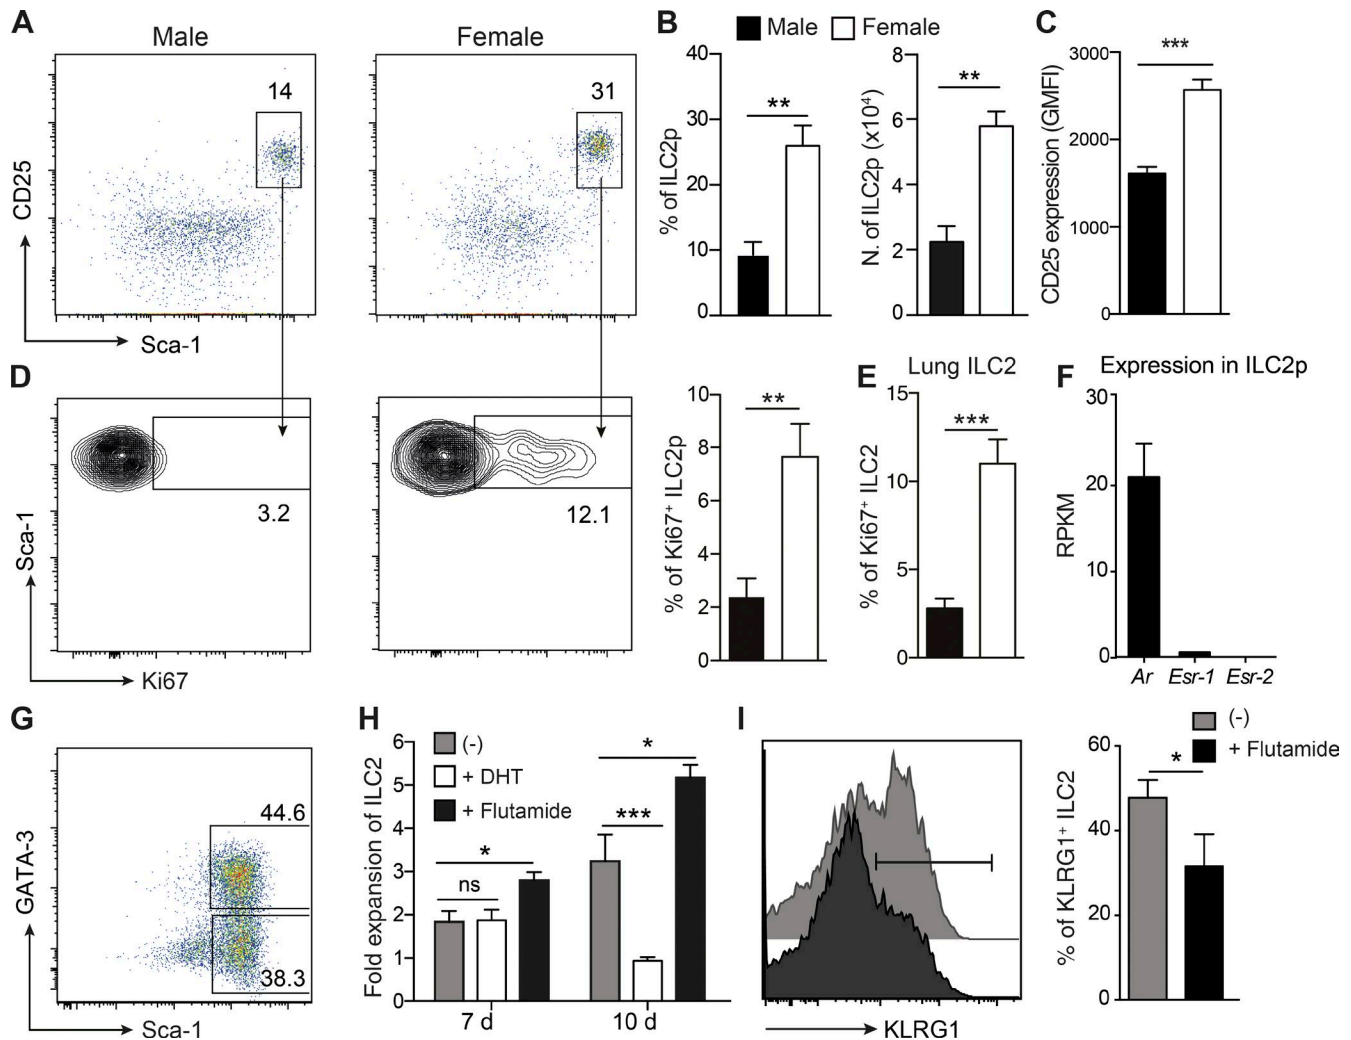 A
Male
Female
14
31
CD25
Sca-1
B
Male
Female
40
30
20
10
0
% of ILC2p
**
8
6
4
2
0
N. of ILC2p (x10⁴)
**
C
3000
2000
1000
0
CD25 expression (GMFI)
***
D
3.2
12.1
Sca-1
Ki67
10
8
6
4
2
0
% of Ki67⁺ ILC2p
**
E
Lung ILC2
15
10
5
0
% of Ki67⁺ ILC2
***
F
Expression in ILC2p
30
20
10
0
RPKM
Ar
Esr-1
Esr-2
G
44.6
38.3
GATA-3
Sca-1
H
6
5
4
3
2
1
0
Fold expansion of ILC2
(-)
+ DHT
+ Flutamide
*
ns
*
***
7 d
10 d
I
KLRG1
(-)
+ Flutamide
60
40
20
0
% of KLRG1⁺ ILC2
*